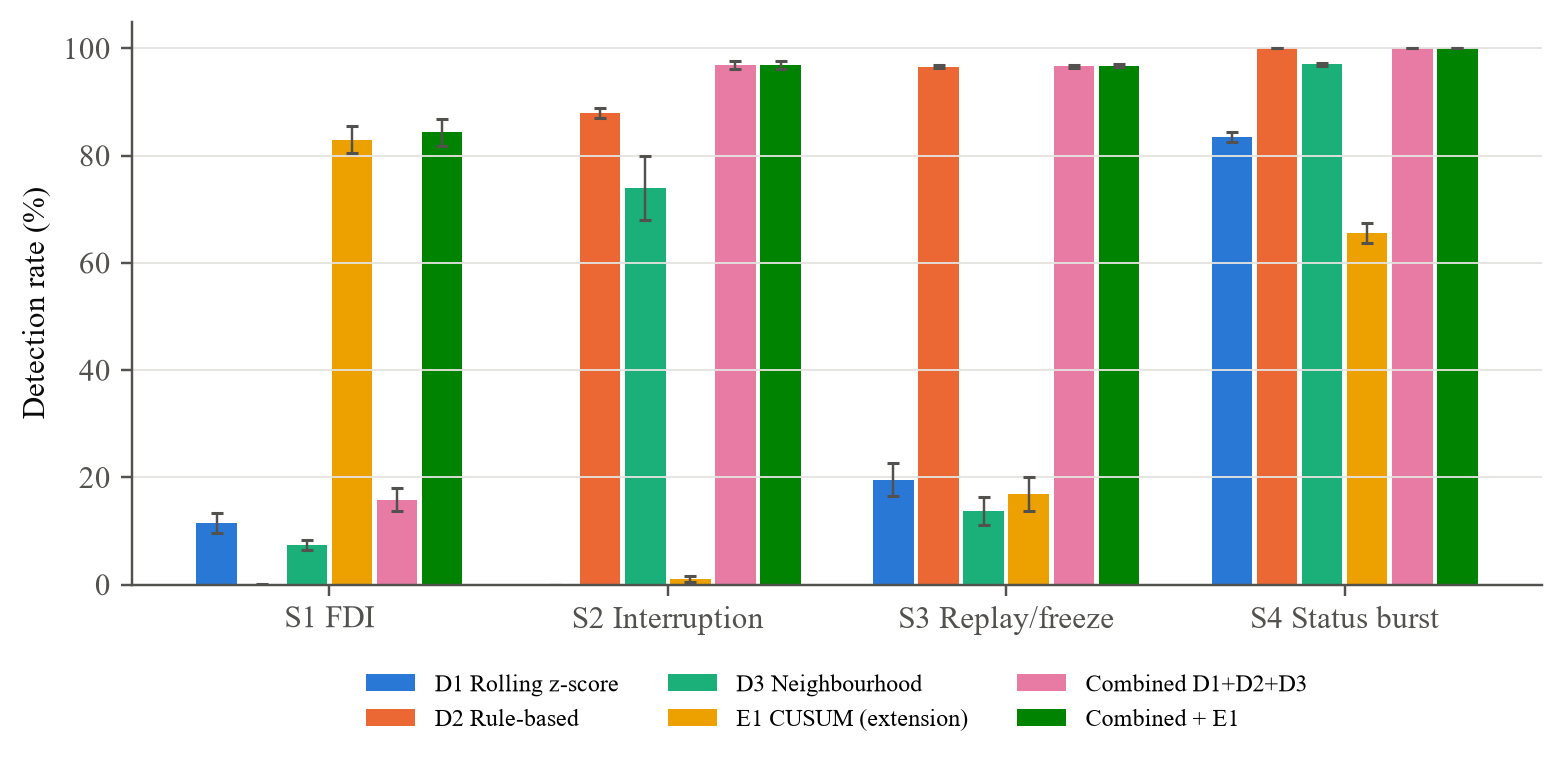 Detection rate (%)
100
80
60
40
20
0
S1 FDI
S2 Interruption
S3 Replay/freeze
S4 Status burst
D1 Rolling z-score
D2 Rule-based
D3 Neighbourhood
E1 CUSUM (extension)
Combined D1+D2+D3
Combined + E1